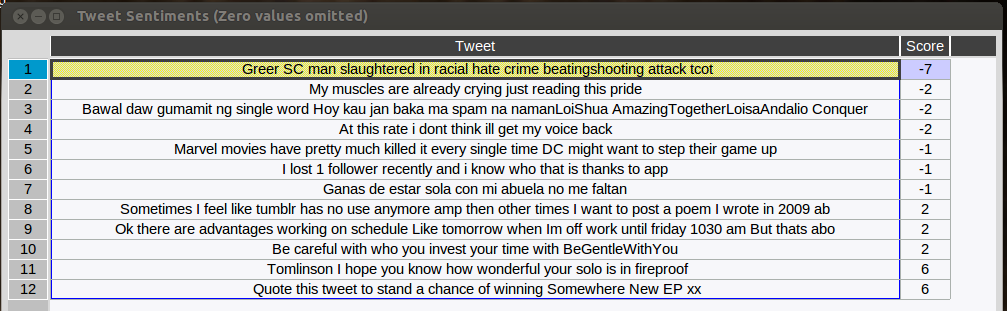 Tweet Sentiments (Zero values omitted)
Tweet Score
1 Greer SC man slaughtered in racial hate crime beatingshooting attack tcot -7
2 My muscles are already crying just reading this pride -2
3 Bawal daw gumamit ng single word Hoy kau jan baka ma spam na namanLoiShua AmazingTogetherLoisaAndalio Conquer -2
4 At this rate i dont think ill get my voice back -2
5 Marvel movies have pretty much killed it every single time DC might want to step their game up -1
6 I lost 1 follower recently and i know who that is thanks to app -1
7 Ganas de estar sola con mi abuela no me faltan -1
8 Sometimes I feel like tumblr has no use anymore amp then other times I want to post a poem I wrote in 2009 ab 2
9 Ok there are advantages working on schedule Like tomorrow when Im off work until friday 1030 am But thats abo 2
10 Be careful with who you invest your time with BeGentleWithYou 2
11 Tomlinson I hope you know how wonderful your solo is in fireproof 6
12 Quote this tweet to stand a chance of winning Somewhere New EP xx 6